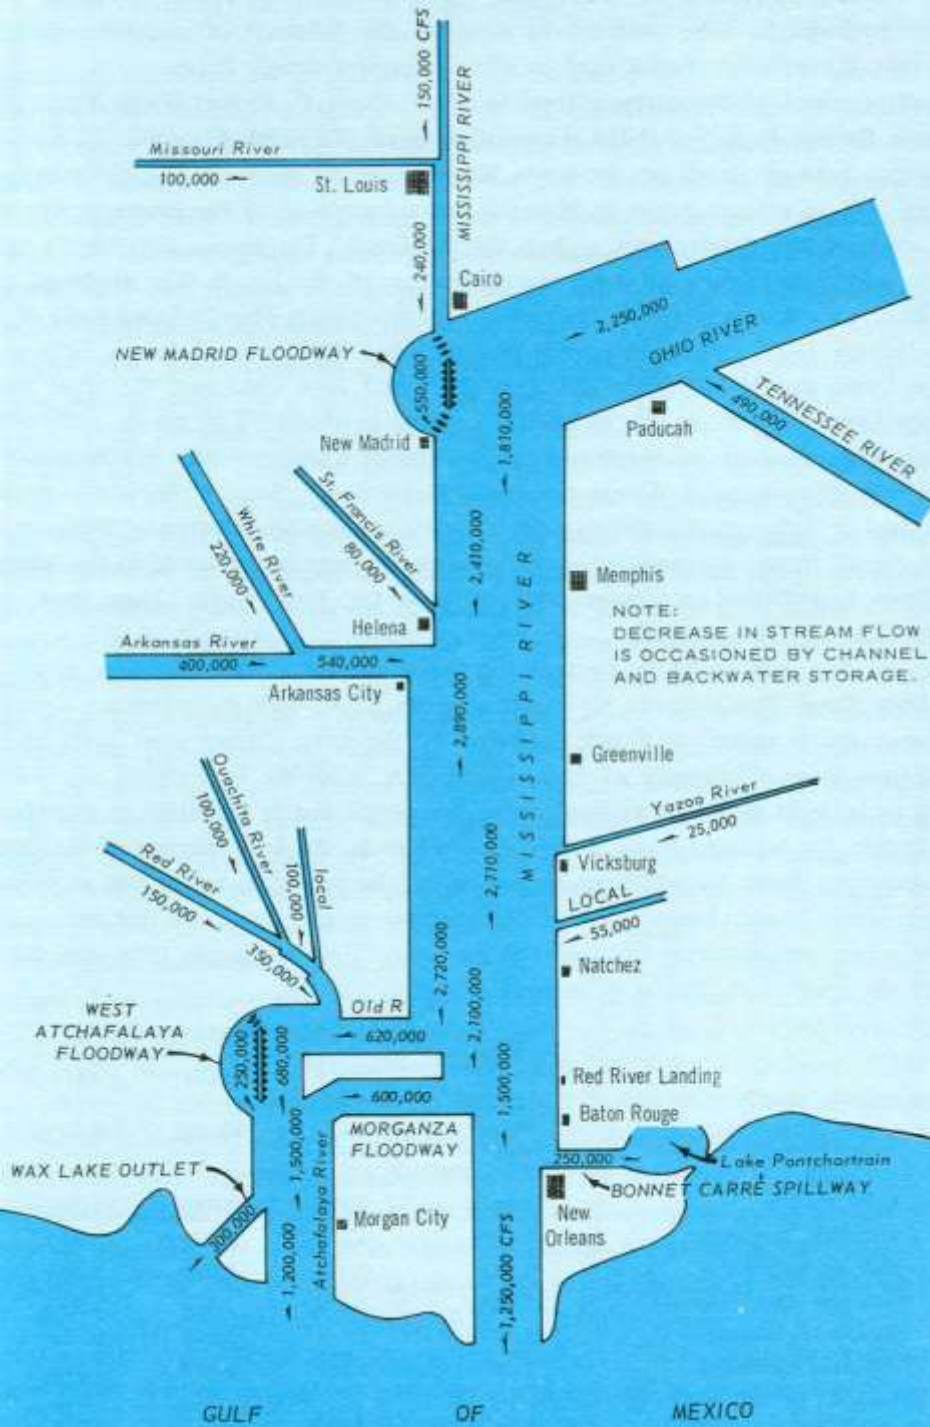 150,000 CFS
MISSISSIPPI RIVER
Missouri River
100,000
St. Louis
240,000
Cairo
2,250,000
OHIO RIVER
NEW MADRID FLOODWAY
550,000
TENNESSEE RIVER
490,000
Paducah
1,810,000
New Madrid
St. Francis River
80,000
White River
220,000
2,410,000
Memphis
NOTE:
DECREASE IN STREAM FLOW
IS OCCASIONED BY CHANNEL
AND BACKWATER STORAGE.
Helena
Arkansas River
400,000
540,000
Arkansas City
MISSISSIPPI RIVER
2,890,000
Greenville
Ouachita River
100,000
Yazoo River
25,000
Red River
150,000
local
100,000
2,710,000
Vicksburg
LOCAL
55,000
350,000
2,720,000
Natchez
WEST
ATCHAFALAYA
FLOODWAY
Old R
620,000
2,100,000
250,000
680,000
Red River Landing
600,000
1,500,000
Baton Rouge
MORGANZA
FLOODWAY
1,500,000
Atchafalaya River
250,000
Lake Pontchartrain
BONNET CARRÉ SPILLWAY
WAX LAKE OUTLET
300,000
Morgan City
New
Orleans
1,200,000
1,250,000 CFS
GULF OF MEXICO